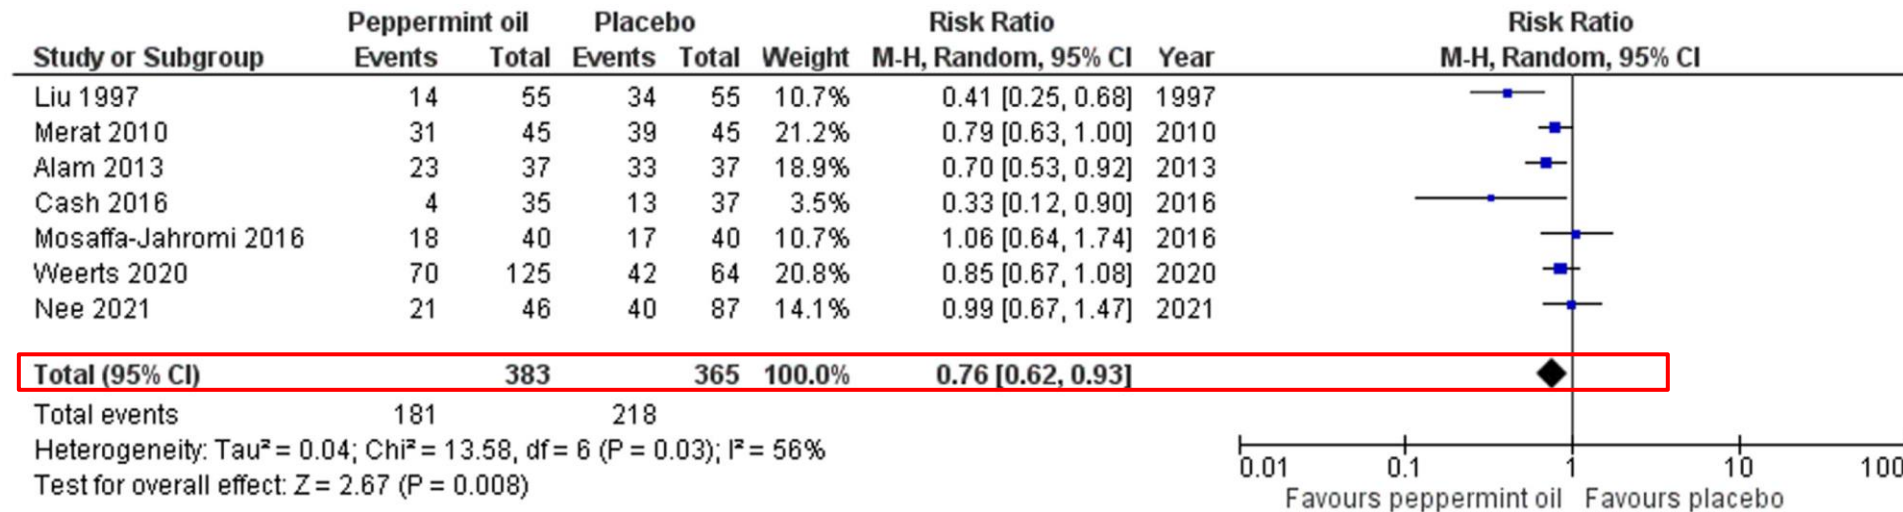 Peppermint oil Placebo Risk Ratio Risk Ratio
Study or Subgroup Events Total Events Total Weight M-H, Random, 95% CI Year M-H, Random, 95% CI
Liu 1997 14 55 34 55 10.7% 0.41 [0.25, 0.68] 1997
Merat 2010 31 45 39 45 21.2% 0.79 [0.63, 1.00] 2010
Alam 2013 23 37 33 37 18.9% 0.70 [0.53, 0.92] 2013
Cash 2016 4 35 13 37 3.5% 0.33 [0.12, 0.90] 2016
Mosaffa-Jahromi 2016 18 40 17 40 10.7% 1.06 [0.64, 1.74] 2016
Weerts 2020 70 125 42 64 20.8% 0.85 [0.67, 1.08] 2020
Nee 2021 21 46 40 87 14.1% 0.99 [0.67, 1.47] 2021
Total (95% CI) 383 365 100.0% 0.76 [0.62, 0.93]
Total events 181 218
Heterogeneity: Tau² = 0.04; Chi² = 13.58, df = 6 (P = 0.03); I² = 56%
Test for overall effect: Z = 2.67 (P = 0.008)
0.01 0.1 1 10 100
Favours peppermint oil Favours placebo